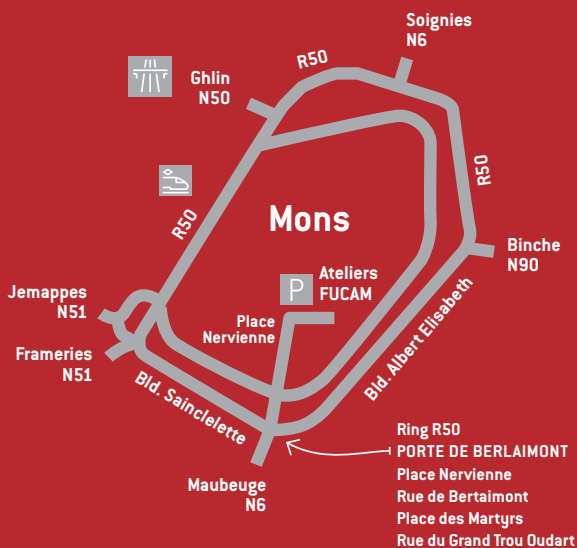 Soignies
N6
R50
Ghlin
N50
R50
R50
Mons
Binche
N90
Jemappes
N51
P
Ateliers
FUCAM
Place
Nervienne
Frameries
N51
Bld. Sainclelette
Bld. Albert Elisabeth
Maubeuge
N6
Ring R50
PORTE DE BERLAIMONT
Place Nervienne
Rue de Bertaimont
Place des Martyrs
Rue du Grand Trou Oudart